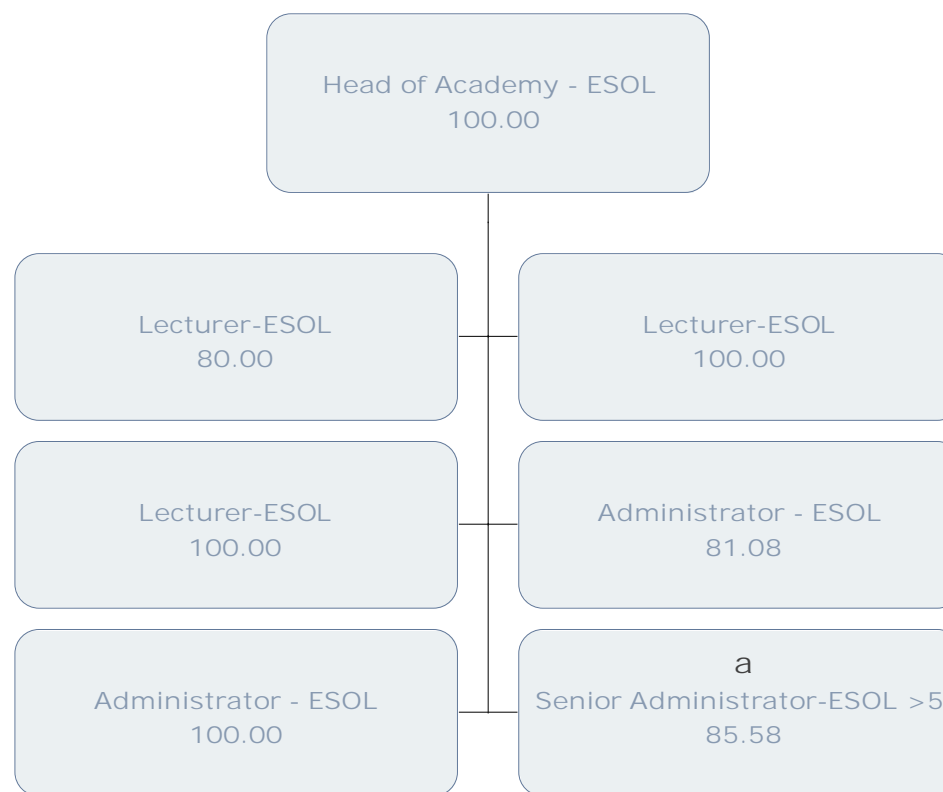 Head of Academy - ESOL
100.00
Lecturer-ESOL
80.00
Lecturer-ESOL
100.00
Lecturer-ESOL
100.00
Administrator - ESOL
81.08
Administrator - ESOL
100.00
a
Senior Administrator-ESOL >5
85.58